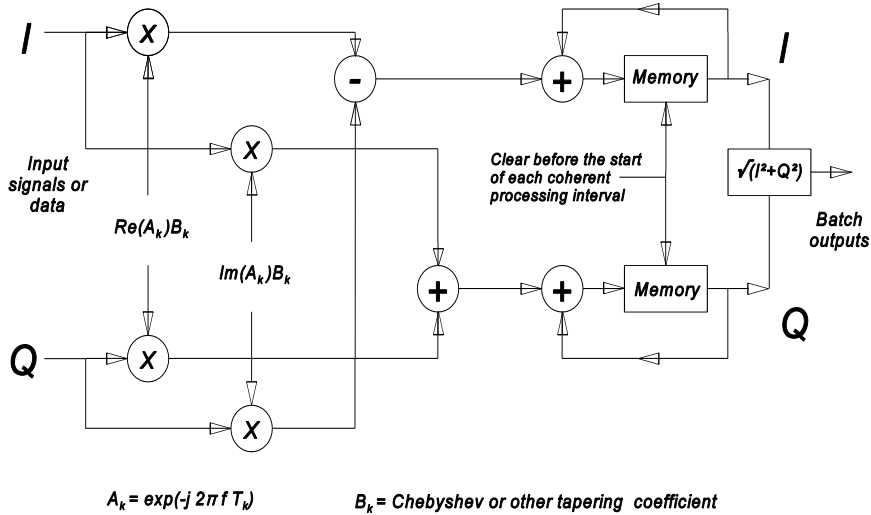 I
X
-
+
Memory
I
X
Input
signals or
data
Clear before the start
of each coherent
processing interval
√(I²+Q²)
Re(Aₖ)Bₖ
Im(Aₖ)Bₖ
Batch
outputs
+
+
Memory
Q
X
Q
X
Aₖ = exp(-j 2π f Tₖ)
Bₖ = Chebyshev or other tapering coefficient